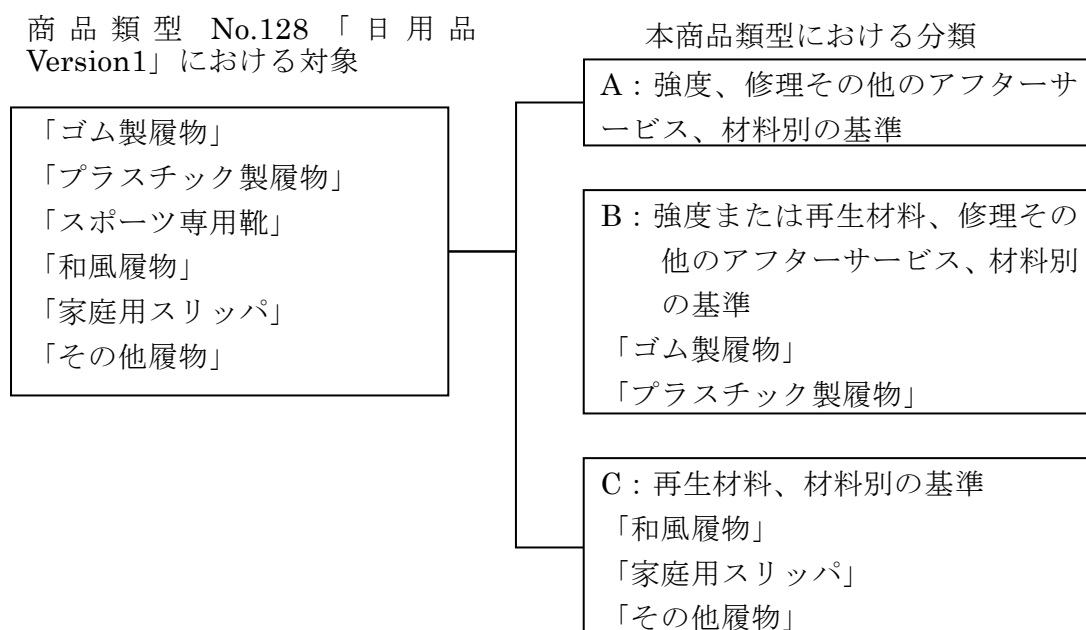 商品類型 No.128「日用品
Version1」における対象
「ゴム製履物」
「プラスチック製履物」
「スポーツ専用靴」
「和風履物」
「家庭用スリッパ」
「その他履物」
本商品類型における分類
A：強度、修理その他のアフターサ
ービス、材料別の基準
B：強度または再生材料、修理その
他のアフターサービス、材料別
の基準
「ゴム製履物」
「プラスチック製履物」
C：再生材料、材料別の基準
「和風履物」
「家庭用スリッパ」
「その他履物」